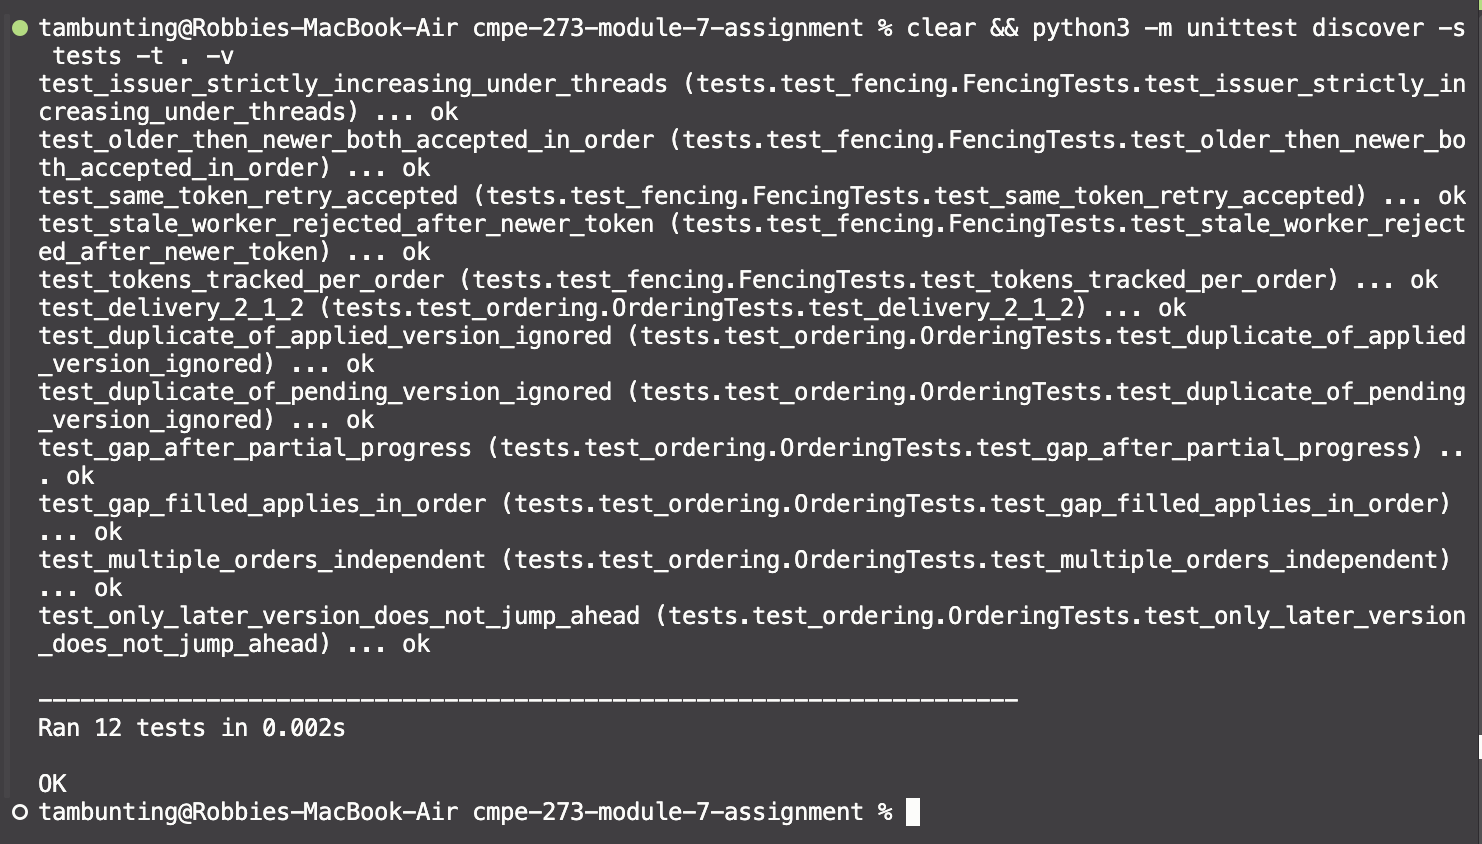 tambunting@Robbies-MacBook-Air cmpe-273-module-7-assignment % clear && python3 -m unittest discover -s
 tests -t . -v
test_issuer_strictly_increasing_under_threads (tests.test_fencing.FencingTests.test_issuer_strictly_in
creasing_under_threads) ... ok
test_older_then_newer_both_accepted_in_order (tests.test_fencing.FencingTests.test_older_then_newer_bo
th_accepted_in_order) ... ok
test_same_token_retry_accepted (tests.test_fencing.FencingTests.test_same_token_retry_accepted) ... ok
test_stale_worker_rejected_after_newer_token (tests.test_fencing.FencingTests.test_stale_worker_reject
ed_after_newer_token) ... ok
test_tokens_tracked_per_order (tests.test_fencing.FencingTests.test_tokens_tracked_per_order) ... ok
test_delivery_2_1_2 (tests.test_ordering.OrderingTests.test_delivery_2_1_2) ... ok
test_duplicate_of_applied_version_ignored (tests.test_ordering.OrderingTests.test_duplicate_of_applied
_version_ignored) ... ok
test_duplicate_of_pending_version_ignored (tests.test_ordering.OrderingTests.test_duplicate_of_pending
_version_ignored) ... ok
test_gap_after_partial_progress (tests.test_ordering.OrderingTests.test_gap_after_partial_progress) ..
. ok
test_gap_filled_applies_in_order (tests.test_ordering.OrderingTests.test_gap_filled_applies_in_order)
... ok
test_multiple_orders_independent (tests.test_ordering.OrderingTests.test_multiple_orders_independent)
... ok
test_only_later_version_does_not_jump_ahead (tests.test_ordering.OrderingTests.test_only_later_version
_does_not_jump_ahead) ... ok
----------------------------------------------------------------------
Ran 12 tests in 0.002s
OK
tambunting@Robbies-MacBook-Air cmpe-273-module-7-assignment %